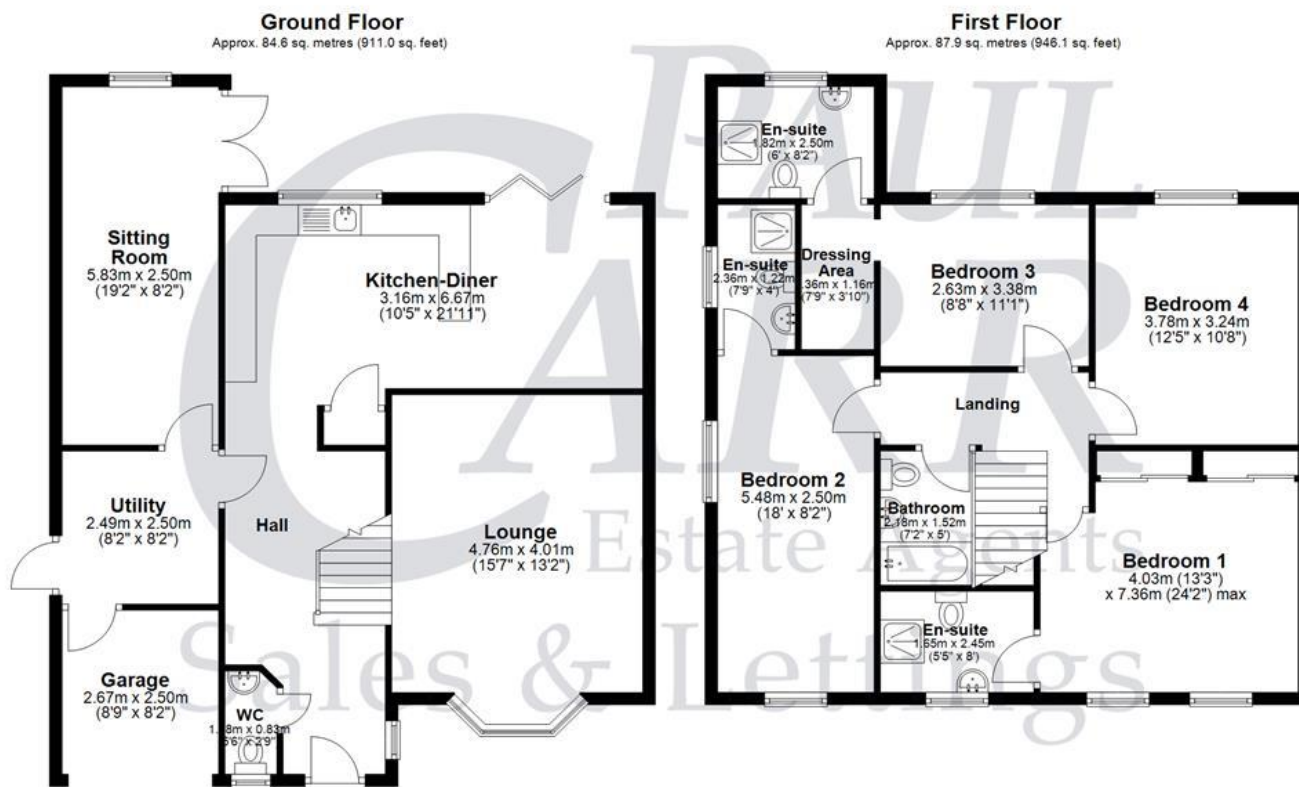 Ground Floor
Approx. 84.6 sq. metres (911.0 sq. feet)
Sitting
Room
5.83m x 2.50m
(19'2" x 8'2")
Kitchen-Diner
3.16m x 6.67m
(10'5" x 21'11")
Utility
2.49m x 2.50m
(8'2" x 8'2")
Hall
Lounge
4.76m x 4.01m
(15'7" x 13'2")
Garage
2.67m x 2.50m
(8'9" x 8'2")
WC
x 0.83m
x 2'9")
First Floor
Approx. 87.9 sq. metres (946.1 sq. feet)
En-suite
1.82m x 2.50m
(6' x 8'2")
En-suite
2.36m x 1.22m
(7'9" x 4')
Dressing
Area
.36m x 1.16m
(7'9" x 3'10")
Bedroom 3
2.63m x 3.38m
(8'8" x 11'1")
Bedroom 4
3.78m x 3.24m
(12'5" x 10'8")
Landing
Bedroom 2
5.48m x 2.50m
(18' x 8'2")
Bathroom
2.18m x 1.52m
(7'2" x 5')
Bedroom 1
4.03m (13'3")
x 7.36m (24'2") max
En-suite
1.65m x 2.45m
(5'5" x 8')
PAUL
CARR
Estate Agents
Sales & Lettings